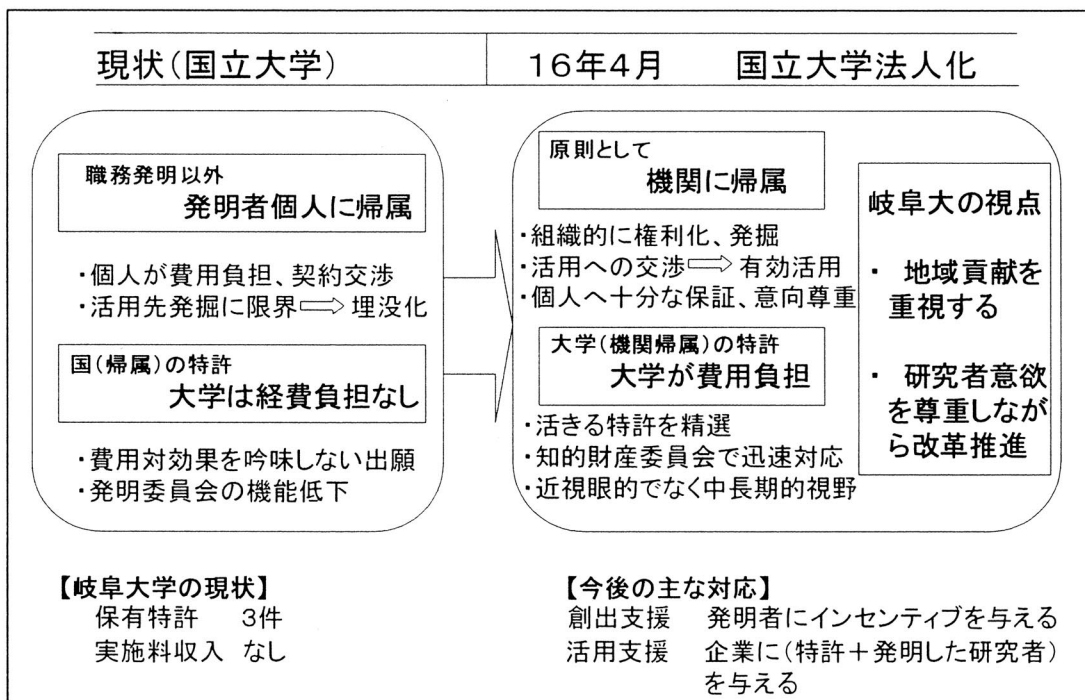 現状(国立大学)
16年4月 国立大学法人化
職務発明以外
発明者個人に帰属
・個人が費用負担、契約交渉
・活用先発掘に限界⇨埋没化
国(帰属)の特許
大学は経費負担なし
・費用対効果を吟味しない出願
・発明委員会の機能低下
原則として
機関に帰属
・組織的に権利化、発掘
・活用への交渉⇨有効活用
・個人へ十分な保証、意向尊重
大学(機関帰属)の特許
大学が費用負担
・活きる特許を精選
・知的財産委員会で迅速対応
・近視眼的でなく中長期的視野
岐阜大の視点
・ 地域貢献を
重視する
・ 研究者意欲
を尊重しなが
ら改革推進
【岐阜大学の現状】
保有特許 3件
実施料収入 なし
【今後の主な対応】
創出支援 発明者にインセンティブを与える
活用支援 企業に(特許+発明した研究者)
を与える